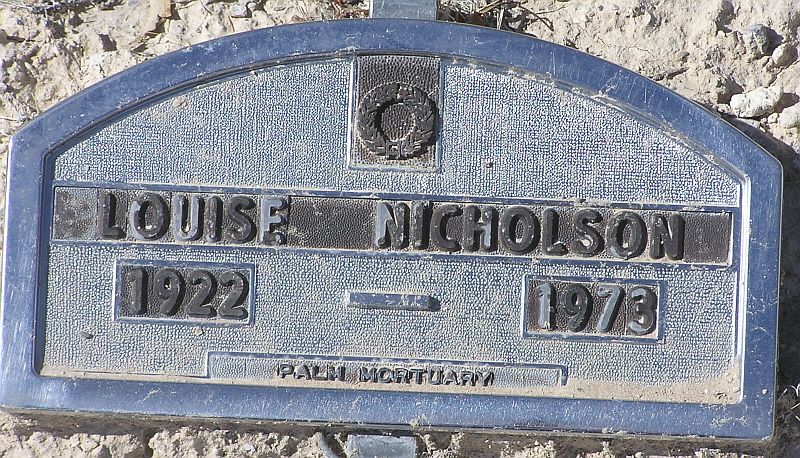 LOUISE NICHOLSON
1922 — 1973
PALM MORTUARY